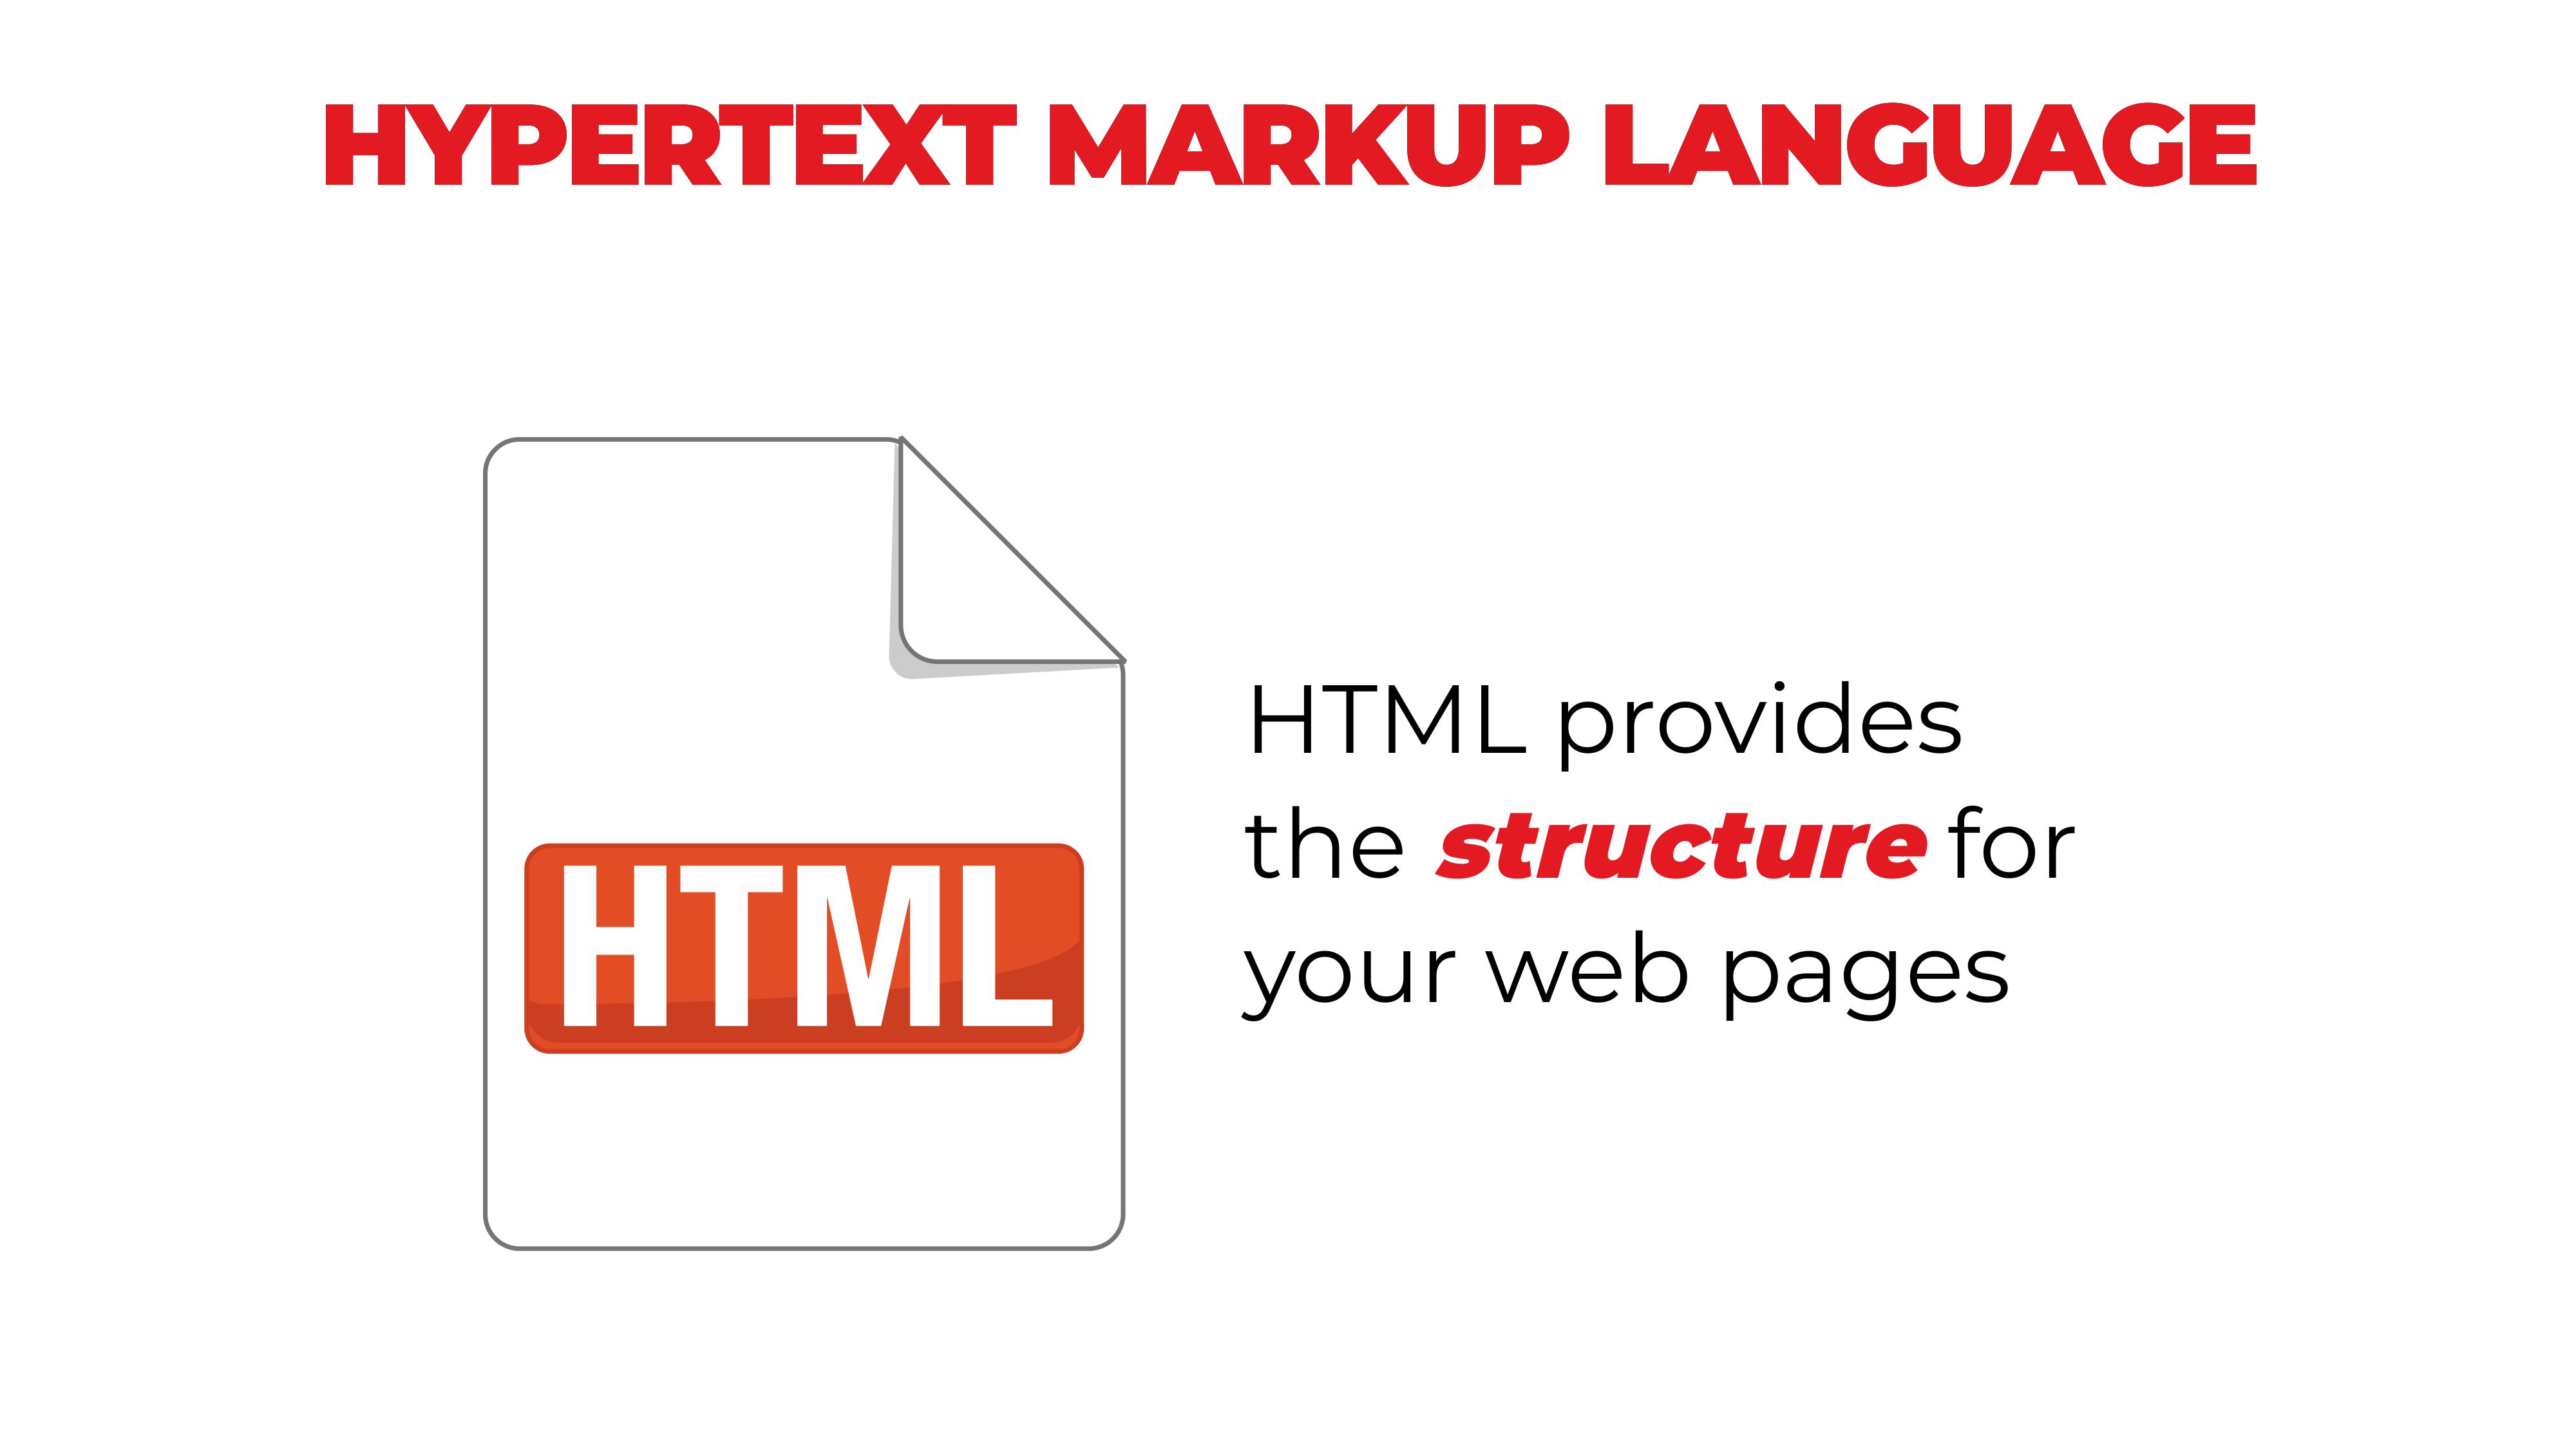 HYPERTEXT MARKUP LANGUAGE
HTML
HTML provides
the structure for
your web pages